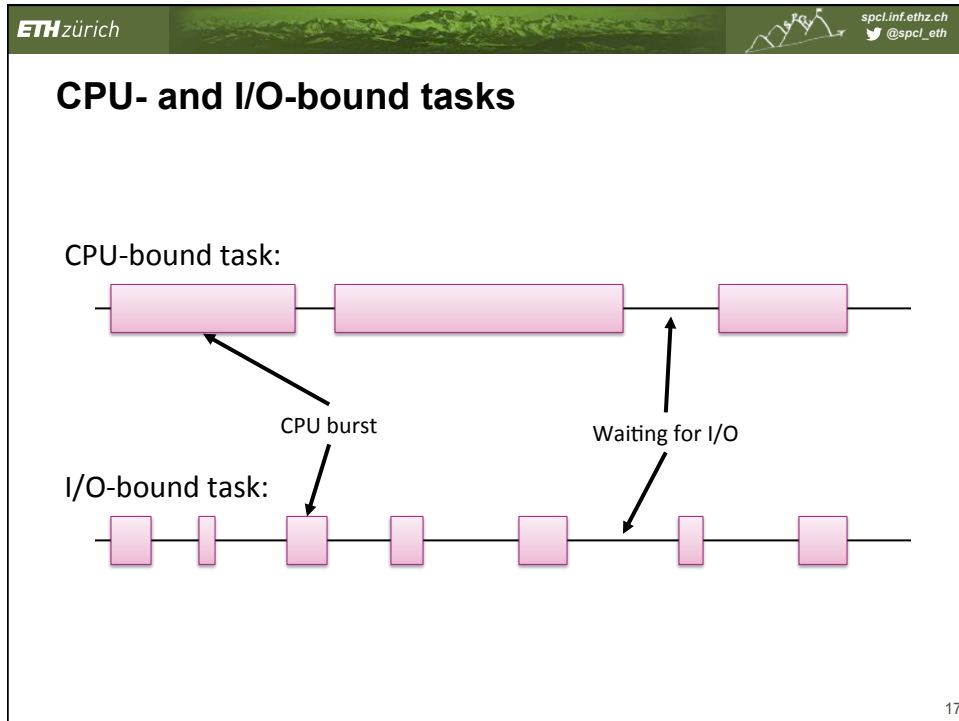 ETH zürich
spcl.inf.ethz.ch
@spcl_eth
CPU- and I/O-bound tasks
CPU-bound task:
CPU burst
Waiting for I/O
I/O-bound task:
17